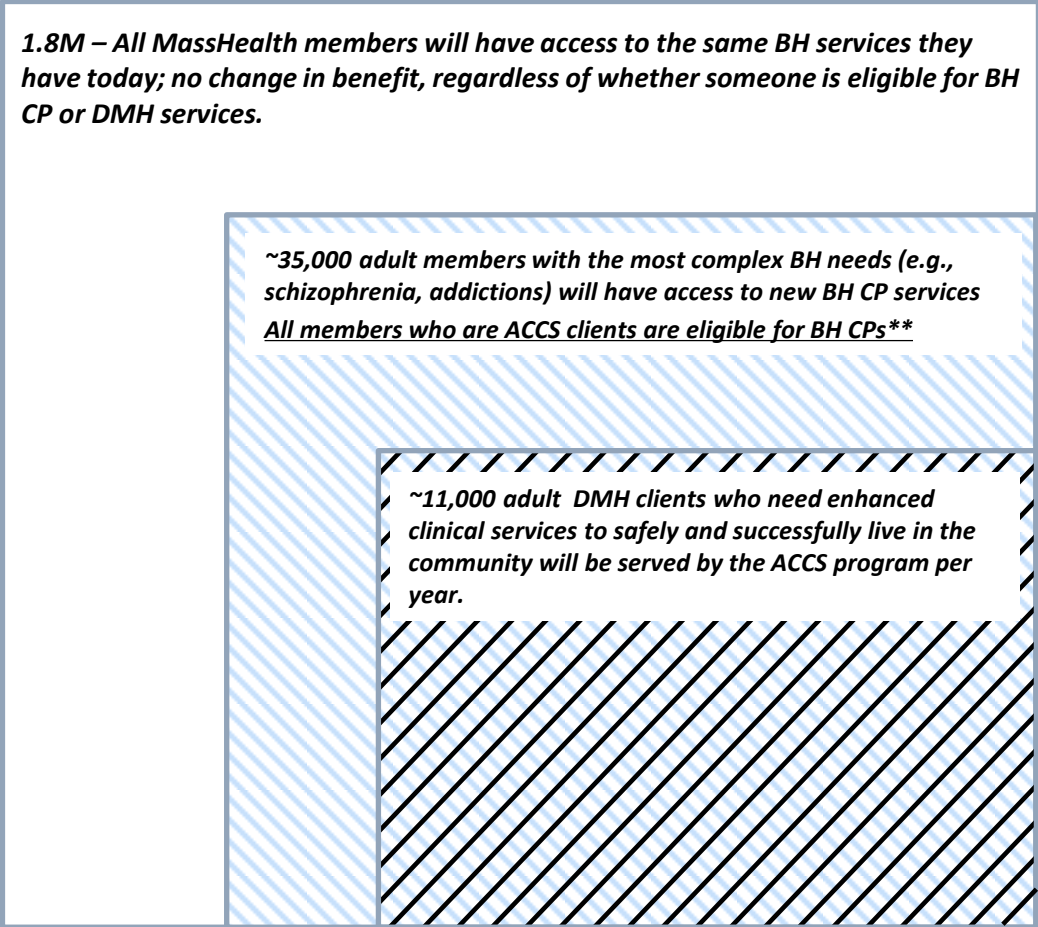 1.8M – All MassHealth members will have access to the same BH services they
have today; no change in benefit, regardless of whether someone is eligible for BH
CP or DMH services.
~35,000 adult members with the most complex BH needs (e.g.,
schizophrenia, addictions) will have access to new BH CP services
All members who are ACCS clients are eligible for BH CPs**
~11,000 adult  DMH clients who need enhanced
clinical services to safely and successfully live in the
community will be served by the ACCS program per
year.